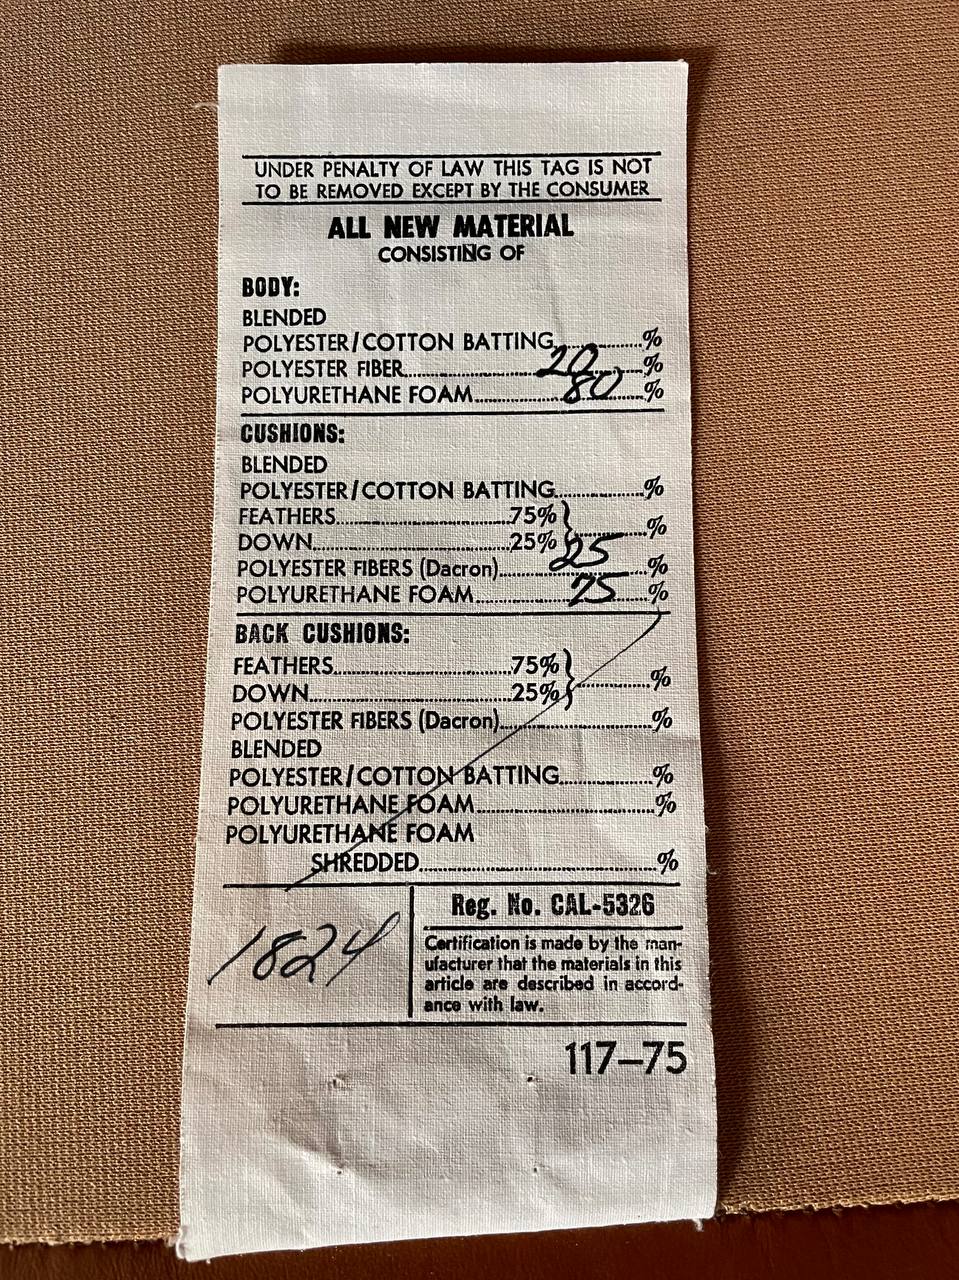 UNDER PENALTY OF LAW THIS TAG IS NOT
TO BE REMOVED EXCEPT BY THE CONSUMER
ALL NEW MATERIAL
CONSISTING OF
BODY:
BLENDED
POLYESTER/COTTON BATTING..............%
POLYESTER FIBER..............20..............%
POLYURETHANE FOAM..............80..............%
CUSHIONS:
BLENDED
POLYESTER/COTTON BATTING..............%
FEATHERS..............75%
DOWN..............25% } ..............%
POLYESTER FIBERS (Dacron)..............25..............%
POLYURETHANE FOAM..............75..............%
BACK CUSHIONS:
FEATHERS..............75%
DOWN..............25% } ..............%
POLYESTER FIBERS (Dacron)..............%
BLENDED
POLYESTER/COTTON BATTING..............%
POLYURETHANE FOAM..............%
POLYURETHANE FOAM
SHREDDED..............%
1824
Reg. No. CAL-5326
Certification is made by the man-
ufacturer that the materials in this
article are described in accord-
ance with law.
117-75